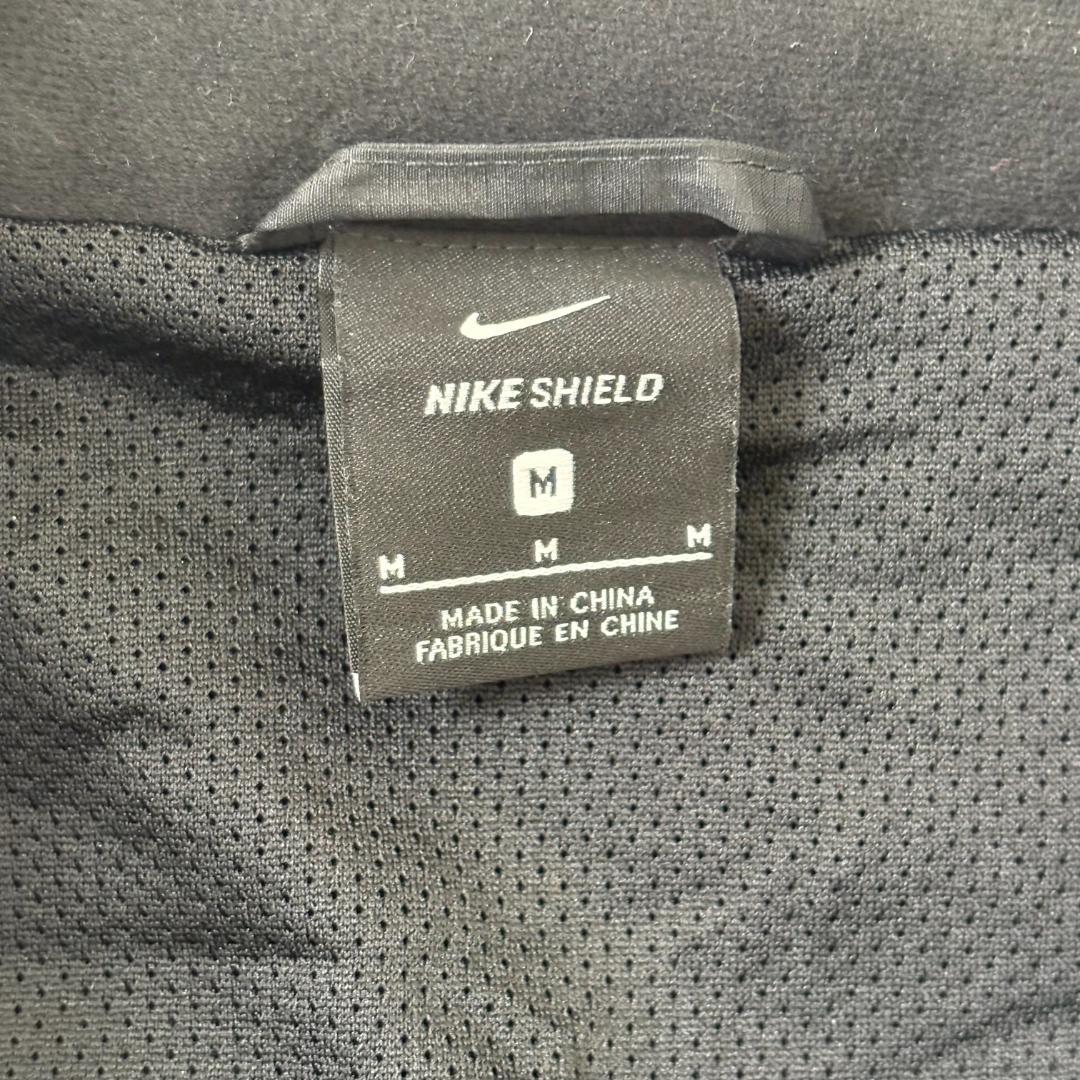 NIKE SHIELD
M
M M M
MADE IN CHINA
FABRIQUE EN CHINE